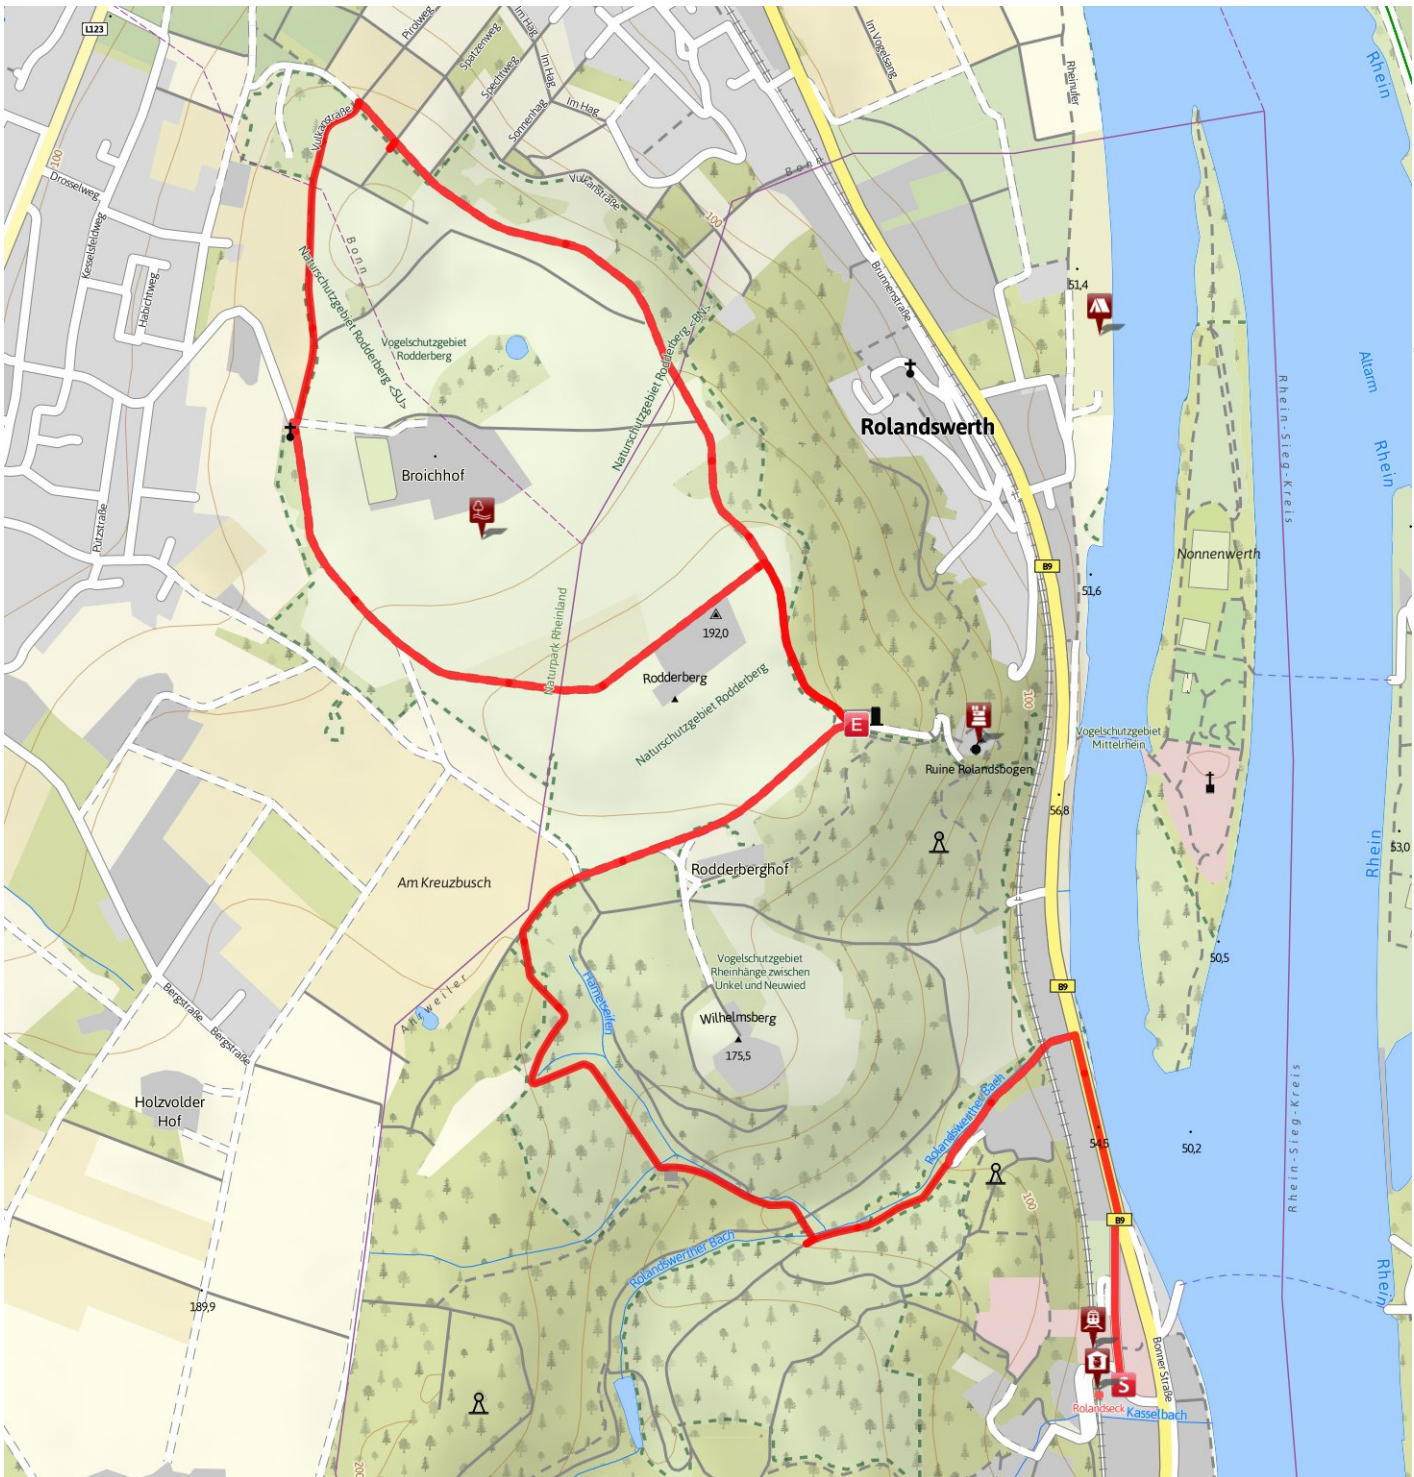 L123
Pirolweg
Im Hag
Spatzenweg
Spechtweg
Im Hag
Sonnenhag
Im Hag
Im Vogelsang
Rheinufer
Rhein
Vulkanstraße
100
Drosselweg
Kesselsfeldweg
Habichtweg
Bonn
Vulkanstraße
Bonn
100
Brunnenstraße
51,4
Naturschutzgebiet Rodderberg <SU>
Vogelschutzgebiet
Rodderberg
Naturschutzgebiet Rodderberg <BN>
Altarm
Rhein
Rhein-Sieg-Kreis
Rolandswerth
Broichhof
Pützstraße
Nonnenwerth
B9
51,6
Naturpark Rheinland
192,0
Rodderberg
Naturschutzgebiet Rodderberg
E
100
Vogelschutzgebiet
Mittelrhein
Ruine Rolandsbogen
56,8
Rhein
53,0
Rodderberghof
Am Kreuzbusch
Vogelschutzgebiet
Rheinhänge zwischen
Unkel und Neuwied
50,5
B9
Bergstraße
Bergstraße
Ahrweiler
Hametseifen
Wilhelmsberg
175,5
Rhein-Sieg-Kreis
Holzvolder
Hof
Rolandswerther Bach
54,5
50,2
100
B9
Rolandswerther Bach
Rhein
189,9
Bonner Straße
S
Rolandseck
Kasselbach
200